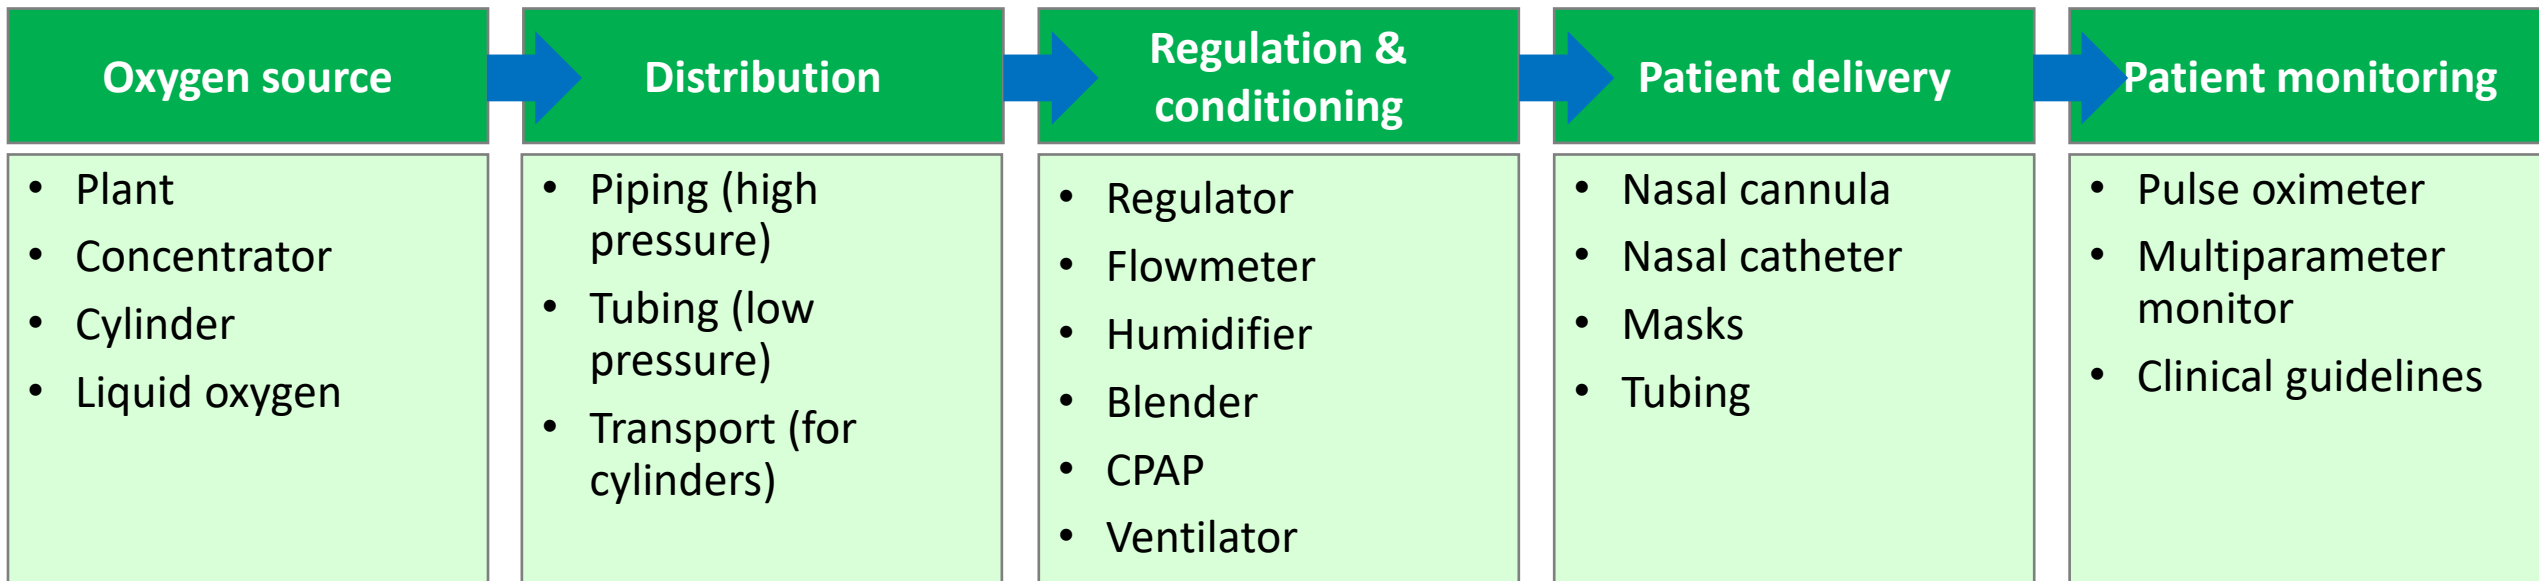 Oxygen source
• Plant
• Concentrator
• Cylinder
• Liquid oxygen
Distribution
• Piping (high
pressure)
• Tubing (low
pressure)
• Transport (for
cylinders)
Regulation &
conditioning
• Regulator
• Flowmeter
• Humidifier
• Blender
• CPAP
• Ventilator
Patient delivery
• Nasal cannula
• Nasal catheter
• Masks
• Tubing
Patient monitoring
• Pulse oximeter
• Multiparameter
monitor
• Clinical guidelines